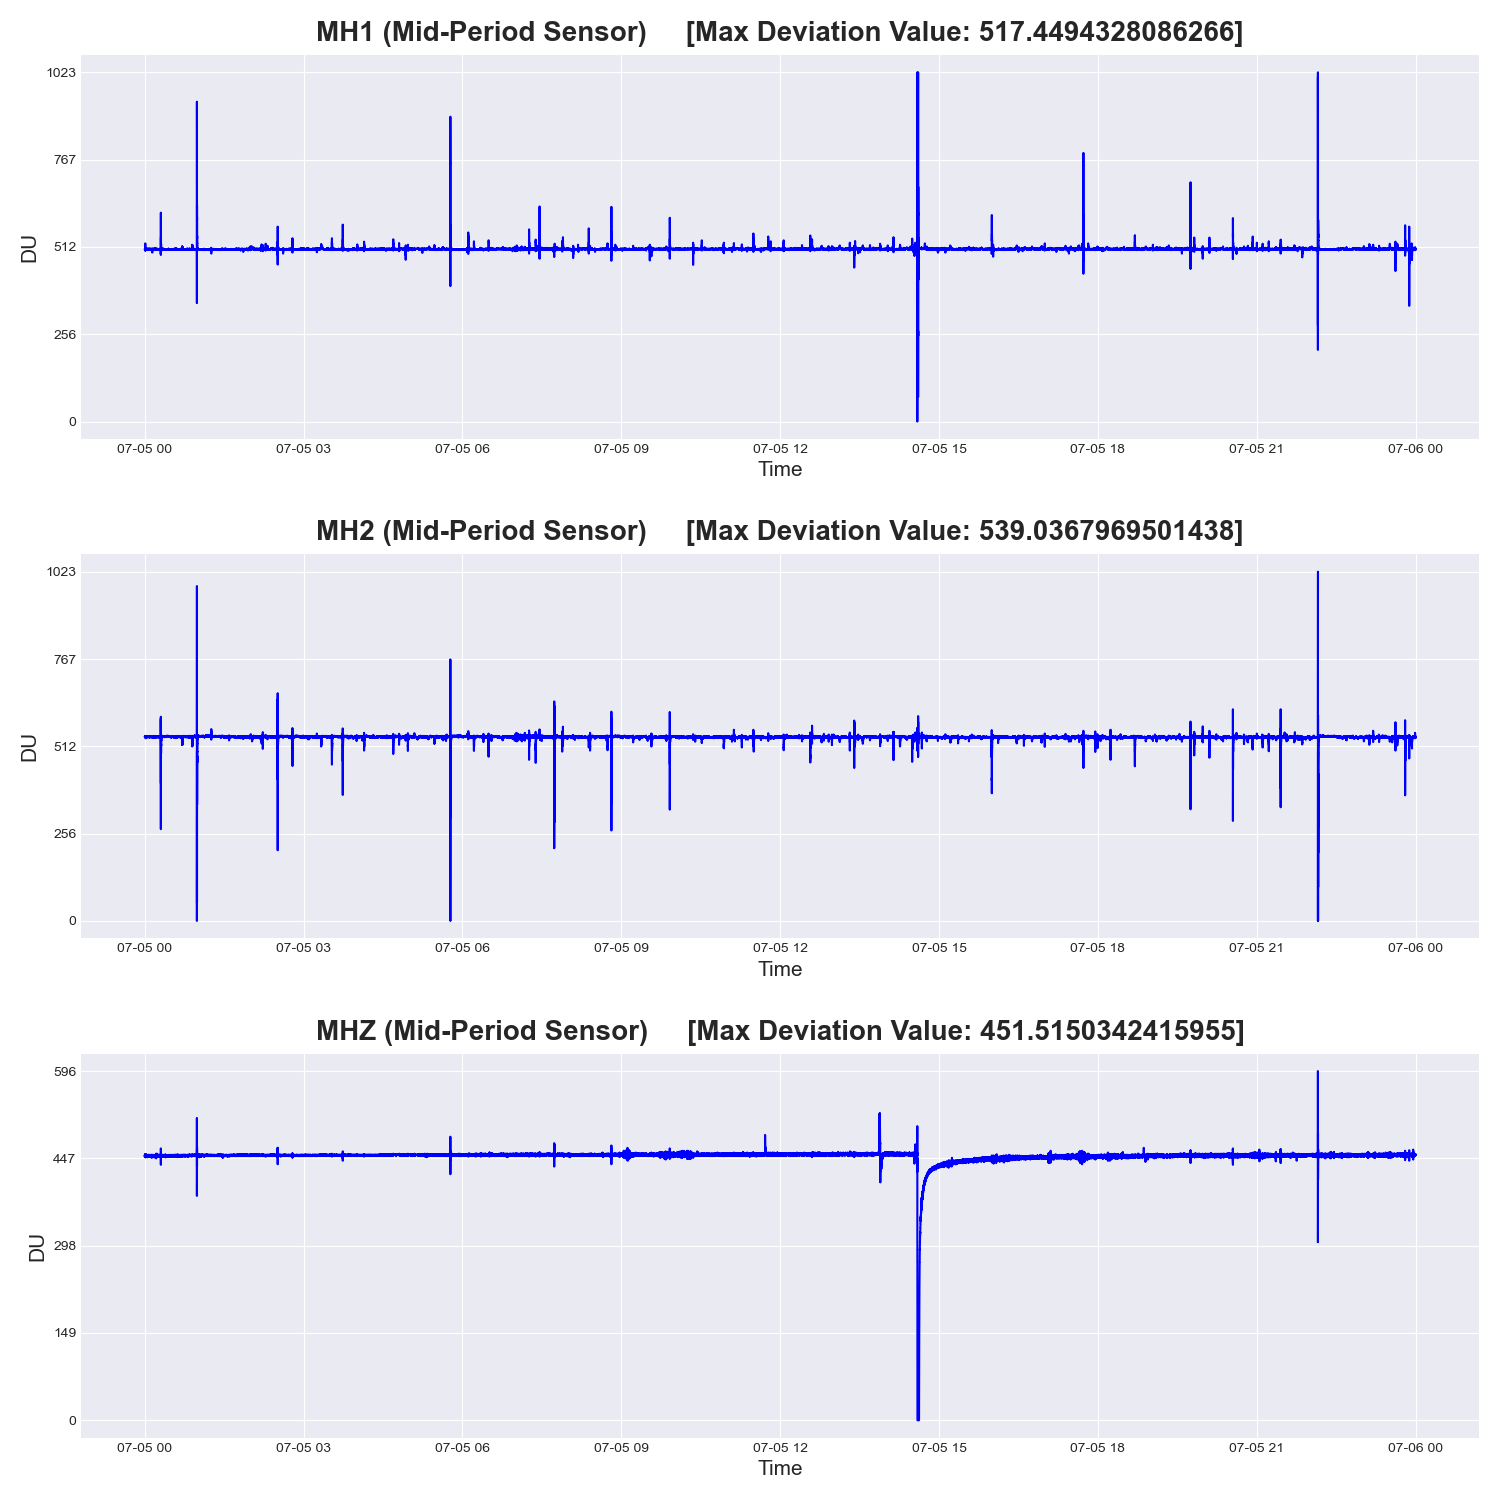 MH1 (Mid-Period Sensor) [Max Deviation Value: 517.4494328086266]
1023
767
512
256
0
DU
07-05 00 07-05 03 07-05 06 07-05 09 07-05 12 07-05 15 07-05 18 07-05 21 07-06 00
Time
MH2 (Mid-Period Sensor) [Max Deviation Value: 539.0367969501438]
1023
767
512
256
0
DU
07-05 00 07-05 03 07-05 06 07-05 09 07-05 12 07-05 15 07-05 18 07-05 21 07-06 00
Time
MHZ (Mid-Period Sensor) [Max Deviation Value: 451.5150342415955]
596
447
298
149
0
DU
07-05 00 07-05 03 07-05 06 07-05 09 07-05 12 07-05 15 07-05 18 07-05 21 07-06 00
Time